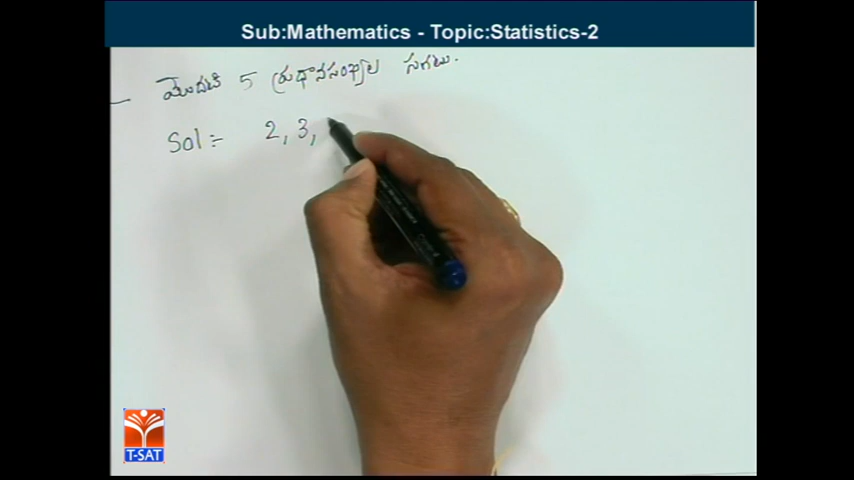 Sub:Mathematics - Topic:Statistics-2
మొదటి 5 ప్రధానసంఖ్యల సగటు.
Sol:- 2, 3,
T-SAT